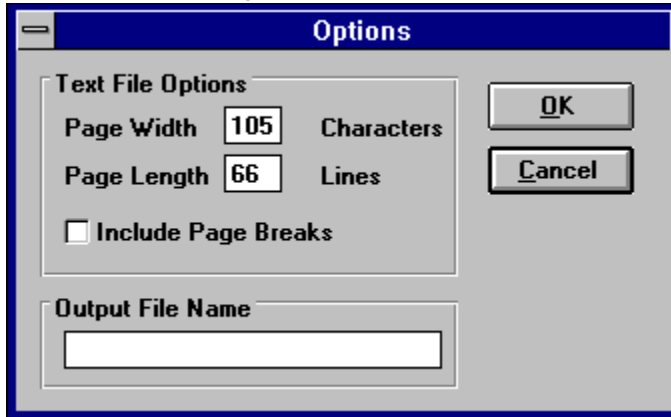 Options
Text File Options
Page Width 105 Characters
Page Length 66 Lines
Include Page Breaks
Output File Name
OK
Cancel